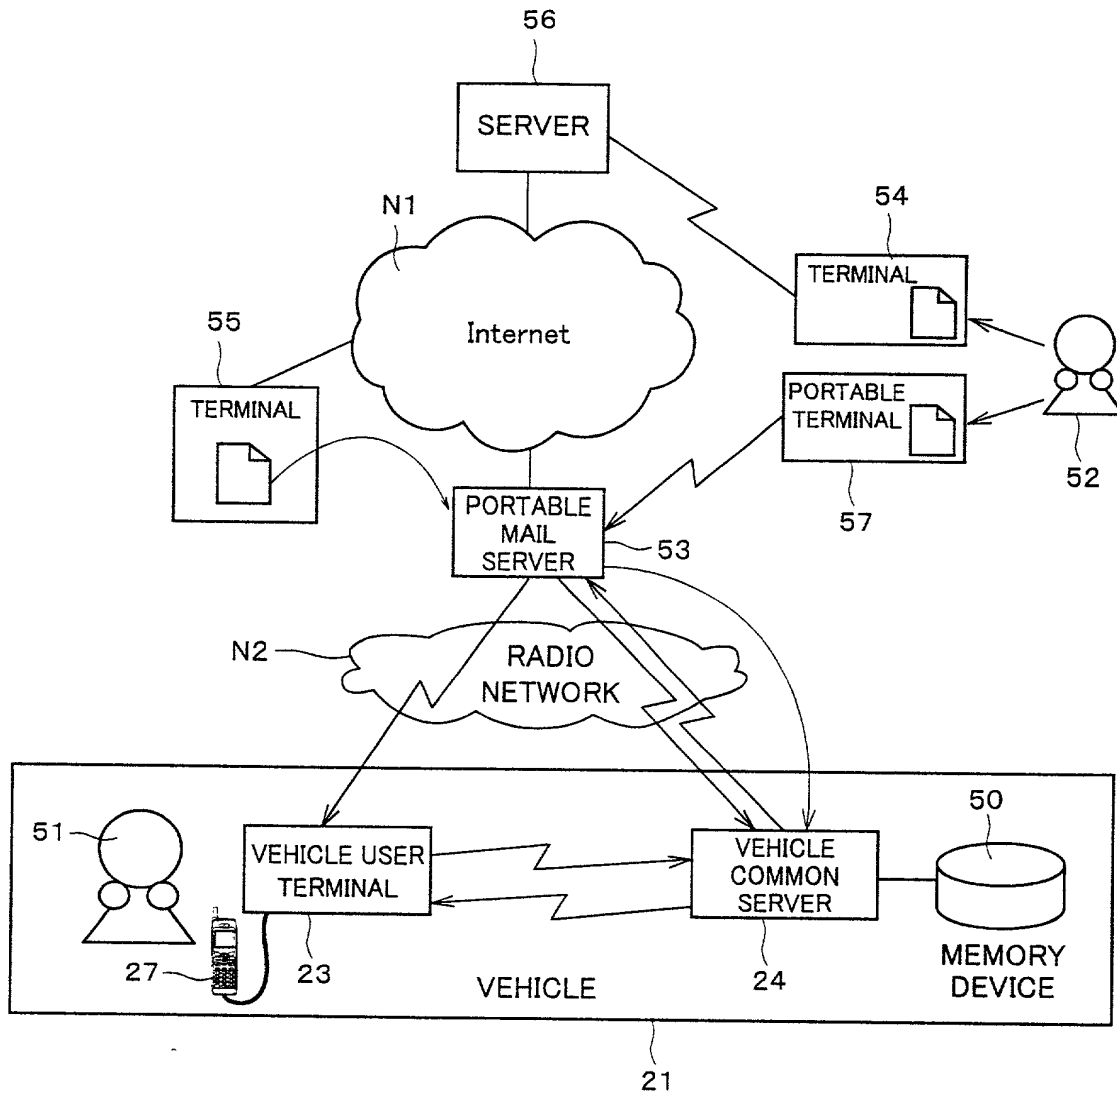 56
SERVER
N1
54
TERMINAL
55
Internet
TERMINAL
PORTABLE
TERMINAL
52
57
PORTABLE
MAIL
SERVER
53
N2
RADIO
NETWORK
51
50
VEHICLE USER
TERMINAL
VEHICLE
COMMON
SERVER
27
23
24
MEMORY
DEVICE
VEHICLE
21